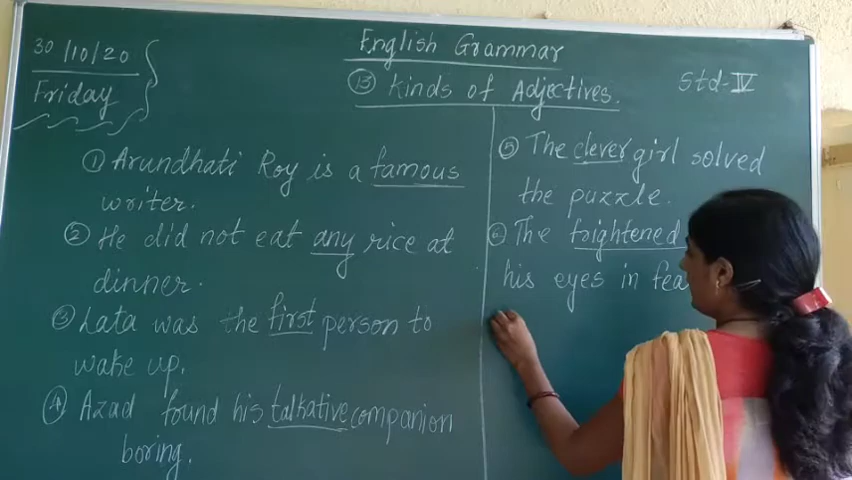 30/10/20
Friday
English Grammar
13 Kinds of Adjectives.
Std-IV
1 Arundhati Roy is a famous
writer.
2 He did not eat any rice at
dinner.
3 Lata was the first person to
wake up.
4 Azad found his talkative companion
boring.
5 The clever girl solved
the puzzle.
6 The frightened
his eyes in fea